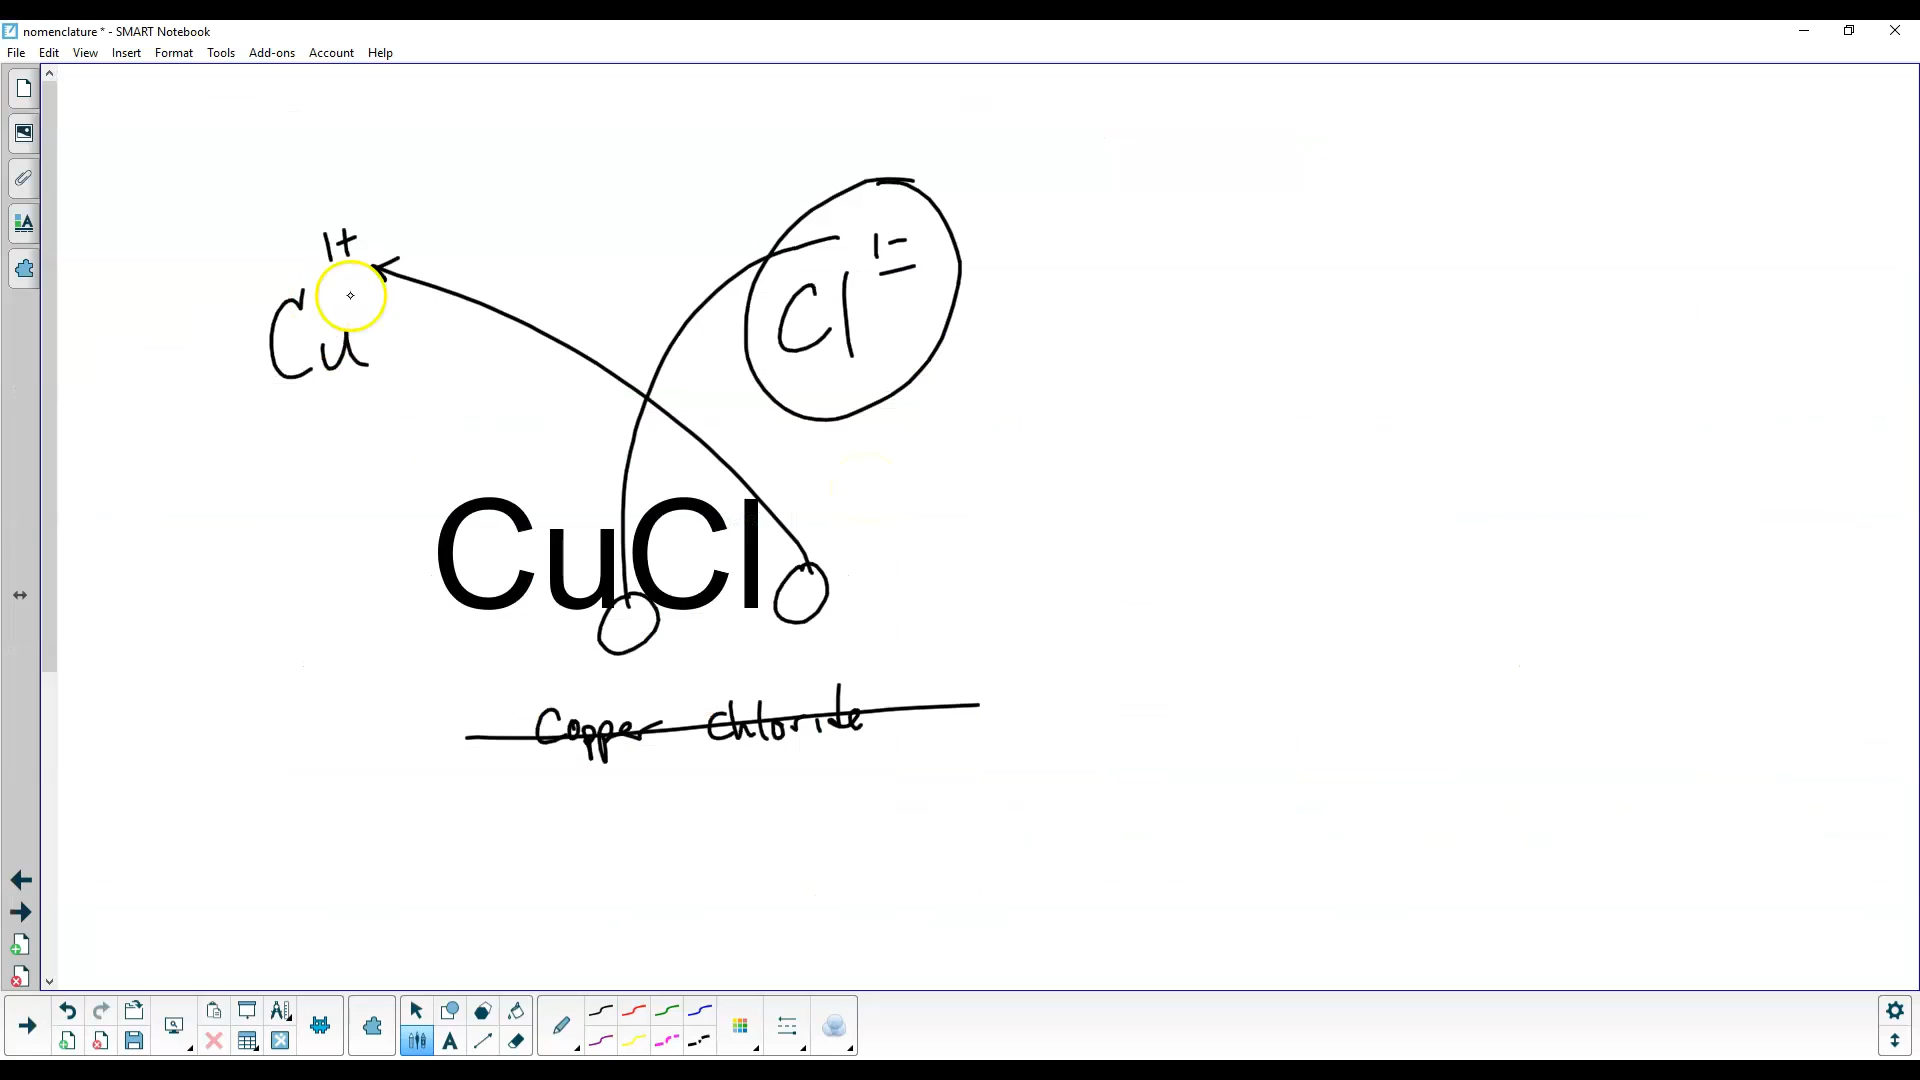 nomenclature * - SMART Notebook
File Edit View Insert Format Tools Add-ons Account Help
1+
Cu
1-
Cl
CuCl
Copper Chloride